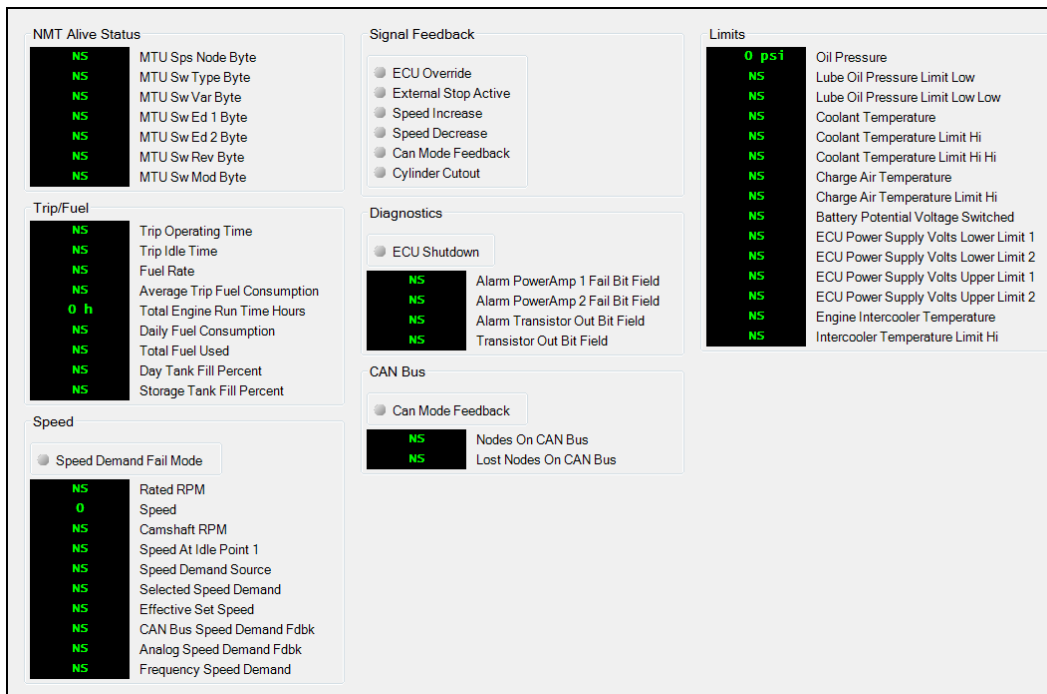 NMT Alive Status
NS MTU Sps Node Byte
NS MTU Sw Type Byte
NS MTU Sw Var Byte
NS MTU Sw Ed 1 Byte
NS MTU Sw Ed 2 Byte
NS MTU Sw Rev Byte
NS MTU Sw Mod Byte
Trip/Fuel
NS Trip Operating Time
NS Trip Idle Time
NS Fuel Rate
NS Average Trip Fuel Consumption
0 h Total Engine Run Time Hours
NS Daily Fuel Consumption
NS Total Fuel Used
NS Day Tank Fill Percent
NS Storage Tank Fill Percent
Speed
Speed Demand Fail Mode
NS Rated RPM
0 Speed
NS Camshaft RPM
NS Speed At Idle Point 1
NS Speed Demand Source
NS Selected Speed Demand
NS Effective Set Speed
NS CAN Bus Speed Demand Fdbk
NS Analog Speed Demand Fdbk
NS Frequency Speed Demand
Signal Feedback
ECU Override
External Stop Active
Speed Increase
Speed Decrease
Can Mode Feedback
Cylinder Cutout
Diagnostics
ECU Shutdown
NS Alarm PowerAmp 1 Fail Bit Field
NS Alarm PowerAmp 2 Fail Bit Field
NS Alarm Transistor Out Bit Field
NS Transistor Out Bit Field
CAN Bus
Can Mode Feedback
NS Nodes On CAN Bus
NS Lost Nodes On CAN Bus
Limits
0 psi Oil Pressure
NS Lube Oil Pressure Limit Low
NS Lube Oil Pressure Limit Low Low
NS Coolant Temperature
NS Coolant Temperature Limit Hi
NS Coolant Temperature Limit Hi Hi
NS Charge Air Temperature
NS Charge Air Temperature Limit Hi
NS Battery Potential Voltage Switched
NS ECU Power Supply Volts Lower Limit 1
NS ECU Power Supply Volts Lower Limit 2
NS ECU Power Supply Volts Upper Limit 1
NS ECU Power Supply Volts Upper Limit 2
NS Engine Intercooler Temperature
NS Intercooler Temperature Limit Hi